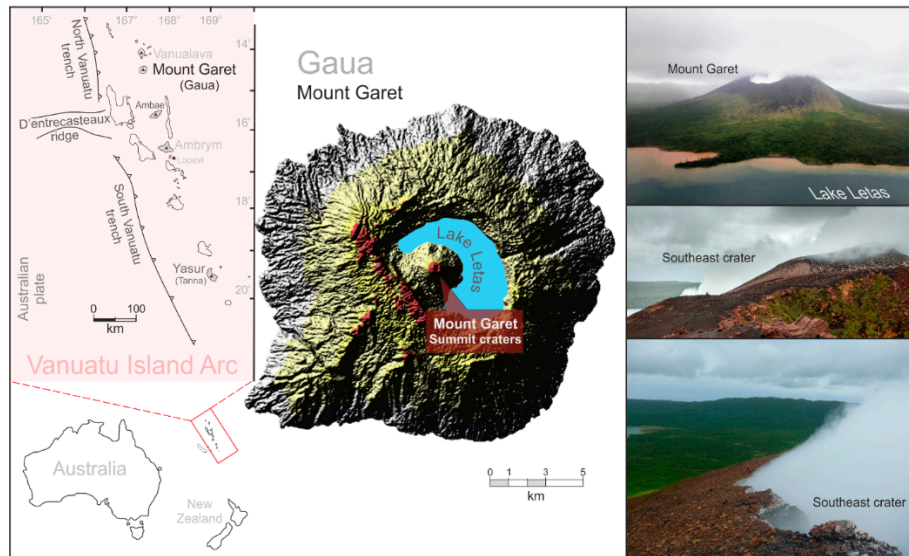 165°
167°
168°
169°
14'
16'
18'
20'
North Vanuatu
trench
Vanualava
Mount Garet
(Gaua)
Ambae
D'entrecasteaux
ridge
Ambrym
Lopevi
South Vanuatu
trench
Australian
plate
Yasur
(Tanna)
0 100
km
Vanuatu Island Arc
Australia
New
Zealand
Gaua
Mount Garet
Lake Letas
Mount Garet
Summit craters
0 1 3 5
km
Mount Garet
Lake Letas
Southeast crater
Southeast crater